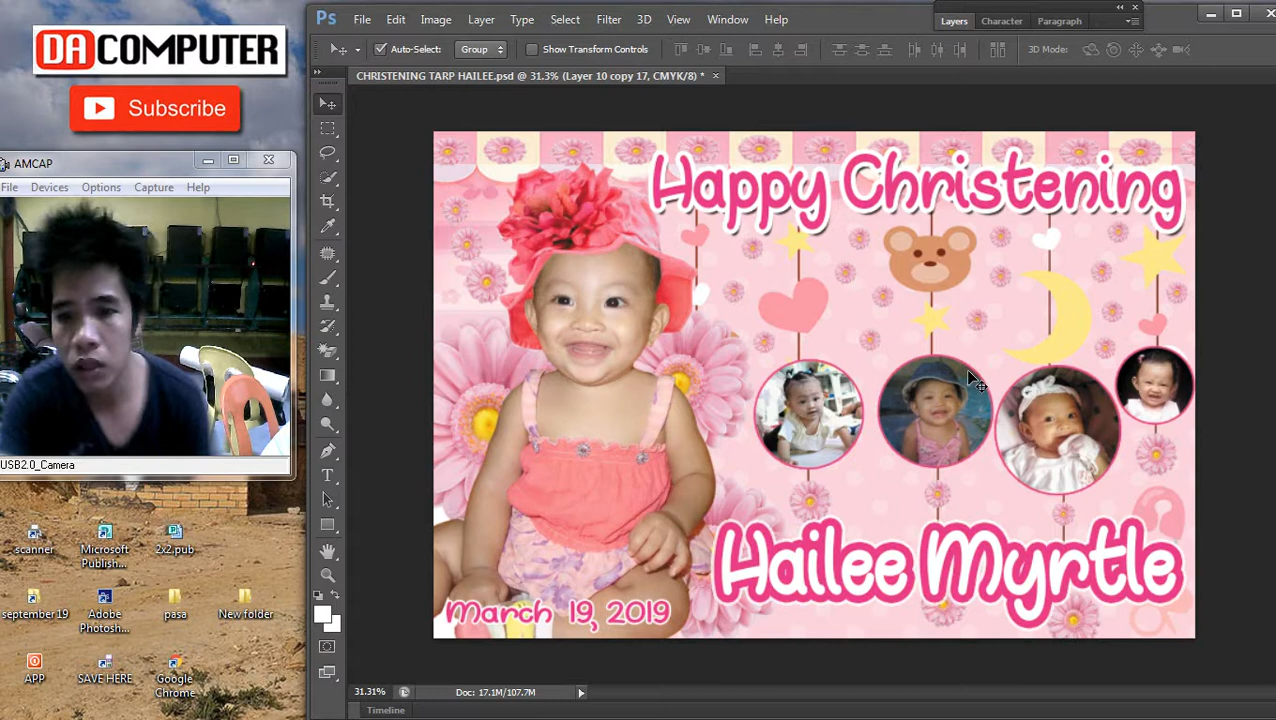 DA COMPUTER
Subscribe
AMCAP
File Devices Options Capture Help
USB2.0_Camera
scanner
Microsoft Publish...
2x2.pub
september19
Adobe Photosh...
pasa
New folder
APP
SAVE HERE
Google Chrome
Ps File Edit Image Layer Type Select Filter 3D View Window Help
Layers Character Paragraph
Auto-Select: Group Show Transform Controls 3D Mode:
CHRISTENING TARP HAILEE.psd @ 31.3% (Layer 10 copy 17, CMYK/8) *
Happy Christening
Hailee Myrtle
March 19, 2019
31.31% Doc: 17.1M/107.7M
Timeline